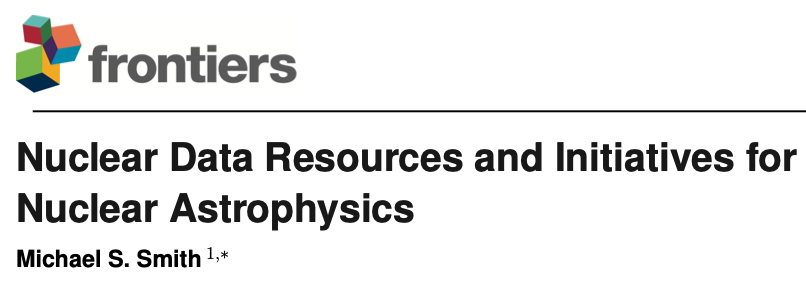 frontiers
Nuclear Data Resources and Initiatives for
Nuclear Astrophysics
Michael S. Smith 1,*